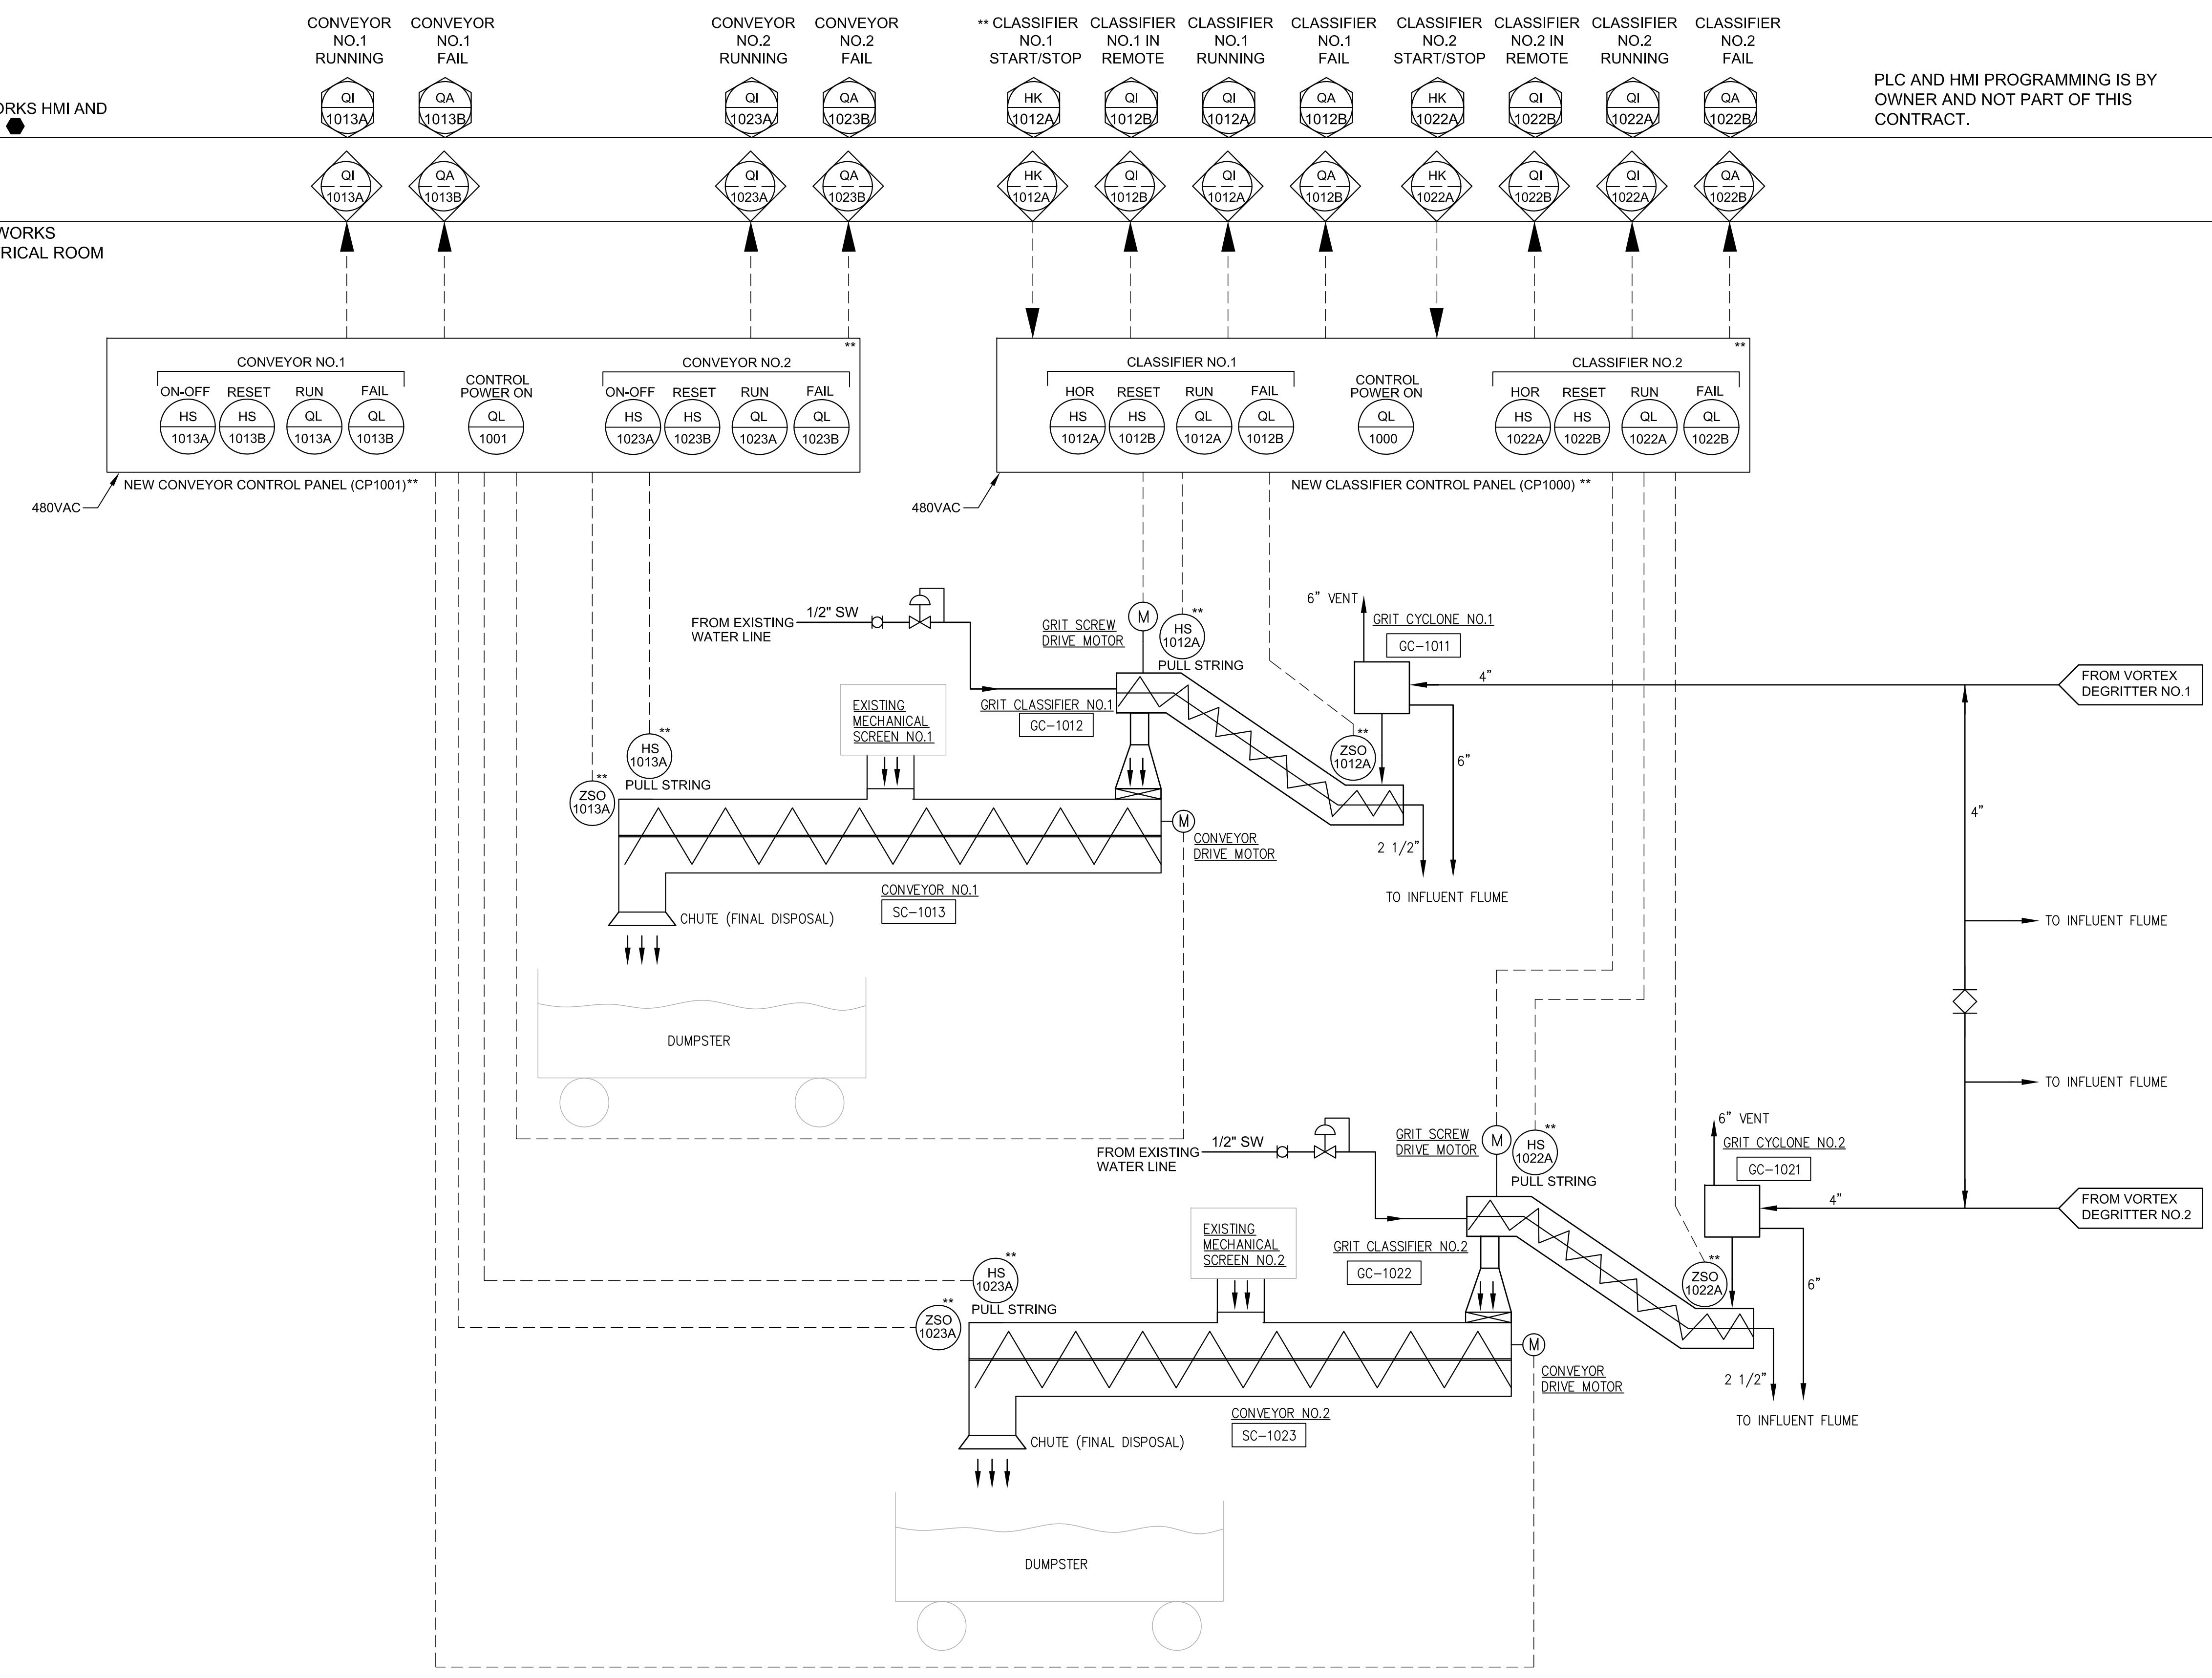 CONVEYOR
NO.1
RUNNING
CONVEYOR
NO.1
FAIL
CONVEYOR
NO.2
RUNNING
CONVEYOR
NO.2
FAIL
** CLASSIFIER
NO.1
START/STOP
CLASSIFIER
NO.1 IN
REMOTE
CLASSIFIER
NO.1
RUNNING
CLASSIFIER
NO.1
FAIL
CLASSIFIER
NO.2
START/STOP
CLASSIFIER
NO.2 IN
REMOTE
CLASSIFIER
NO.2
RUNNING
CLASSIFIER
NO.2
FAIL
PLC AND HMI PROGRAMMING IS BY
OWNER AND NOT PART OF THIS
CONTRACT.
ORKS HMI AND
QI
1013A
QA
1013B
QI
1023A
QA
1023B
HK
1012A
QI
1012B
QI
1012A
QA
1012B
HK
1022A
QI
1022B
QI
1022A
QA
1022B
QI
1013A
QA
1013B
QI
1023A
QA
1023B
HK
1012A
QI
1012B
QI
1012A
QA
1012B
HK
1022A
QI
1022B
QI
1022A
QA
1022B
WORKS
RICAL ROOM
**
CONVEYOR NO.1
ON-OFF
HS
1013A
RESET
HS
1013B
RUN
QL
1013A
FAIL
QL
1013B
CONTROL
POWER ON
QL
1001
CONVEYOR NO.2
ON-OFF
HS
1023A
RESET
HS
1023B
RUN
QL
1023A
FAIL
QL
1023B
NEW CONVEYOR CONTROL PANEL (CP1001)**
480VAC
**
CLASSIFIER NO.1
HOR
HS
1012A
RESET
HS
1012B
RUN
QL
1012A
FAIL
QL
1012B
CONTROL
POWER ON
QL
1000
CLASSIFIER NO.2
HOR
HS
1022A
RESET
HS
1022B
RUN
QL
1022A
FAIL
QL
1022B
NEW CLASSIFIER CONTROL PANEL (CP1000) **
480VAC
FROM EXISTING
WATER LINE
1/2" SW
GRIT SCREW
DRIVE MOTOR
M
**
HS
1012A
PULL STRING
6" VENT
GRIT CYCLONE NO.1
GC-1011
4"
FROM VORTEX
DEGRITTER NO.1
EXISTING
MECHANICAL
SCREEN NO.1
GRIT CLASSIFIER NO.1
GC-1012
**
ZSO
1012A
6"
**
HS
1013A
PULL STRING
**
ZSO
1013A
M
CONVEYOR
DRIVE MOTOR
2 1/2"
TO INFLUENT FLUME
4"
CONVEYOR NO.1
SC-1013
CHUTE (FINAL DISPOSAL)
TO INFLUENT FLUME
DUMPSTER
TO INFLUENT FLUME
FROM EXISTING
WATER LINE
1/2" SW
GRIT SCREW
DRIVE MOTOR
M
**
HS
1022A
PULL STRING
6" VENT
GRIT CYCLONE NO.2
GC-1021
4"
FROM VORTEX
DEGRITTER NO.2
EXISTING
MECHANICAL
SCREEN NO.2
GRIT CLASSIFIER NO.2
GC-1022
**
ZSO
1022A
6"
**
HS
1023A
PULL STRING
**
ZSO
1023A
M
CONVEYOR
DRIVE MOTOR
2 1/2"
TO INFLUENT FLUME
CONVEYOR NO.2
SC-1023
CHUTE (FINAL DISPOSAL)
DUMPSTER